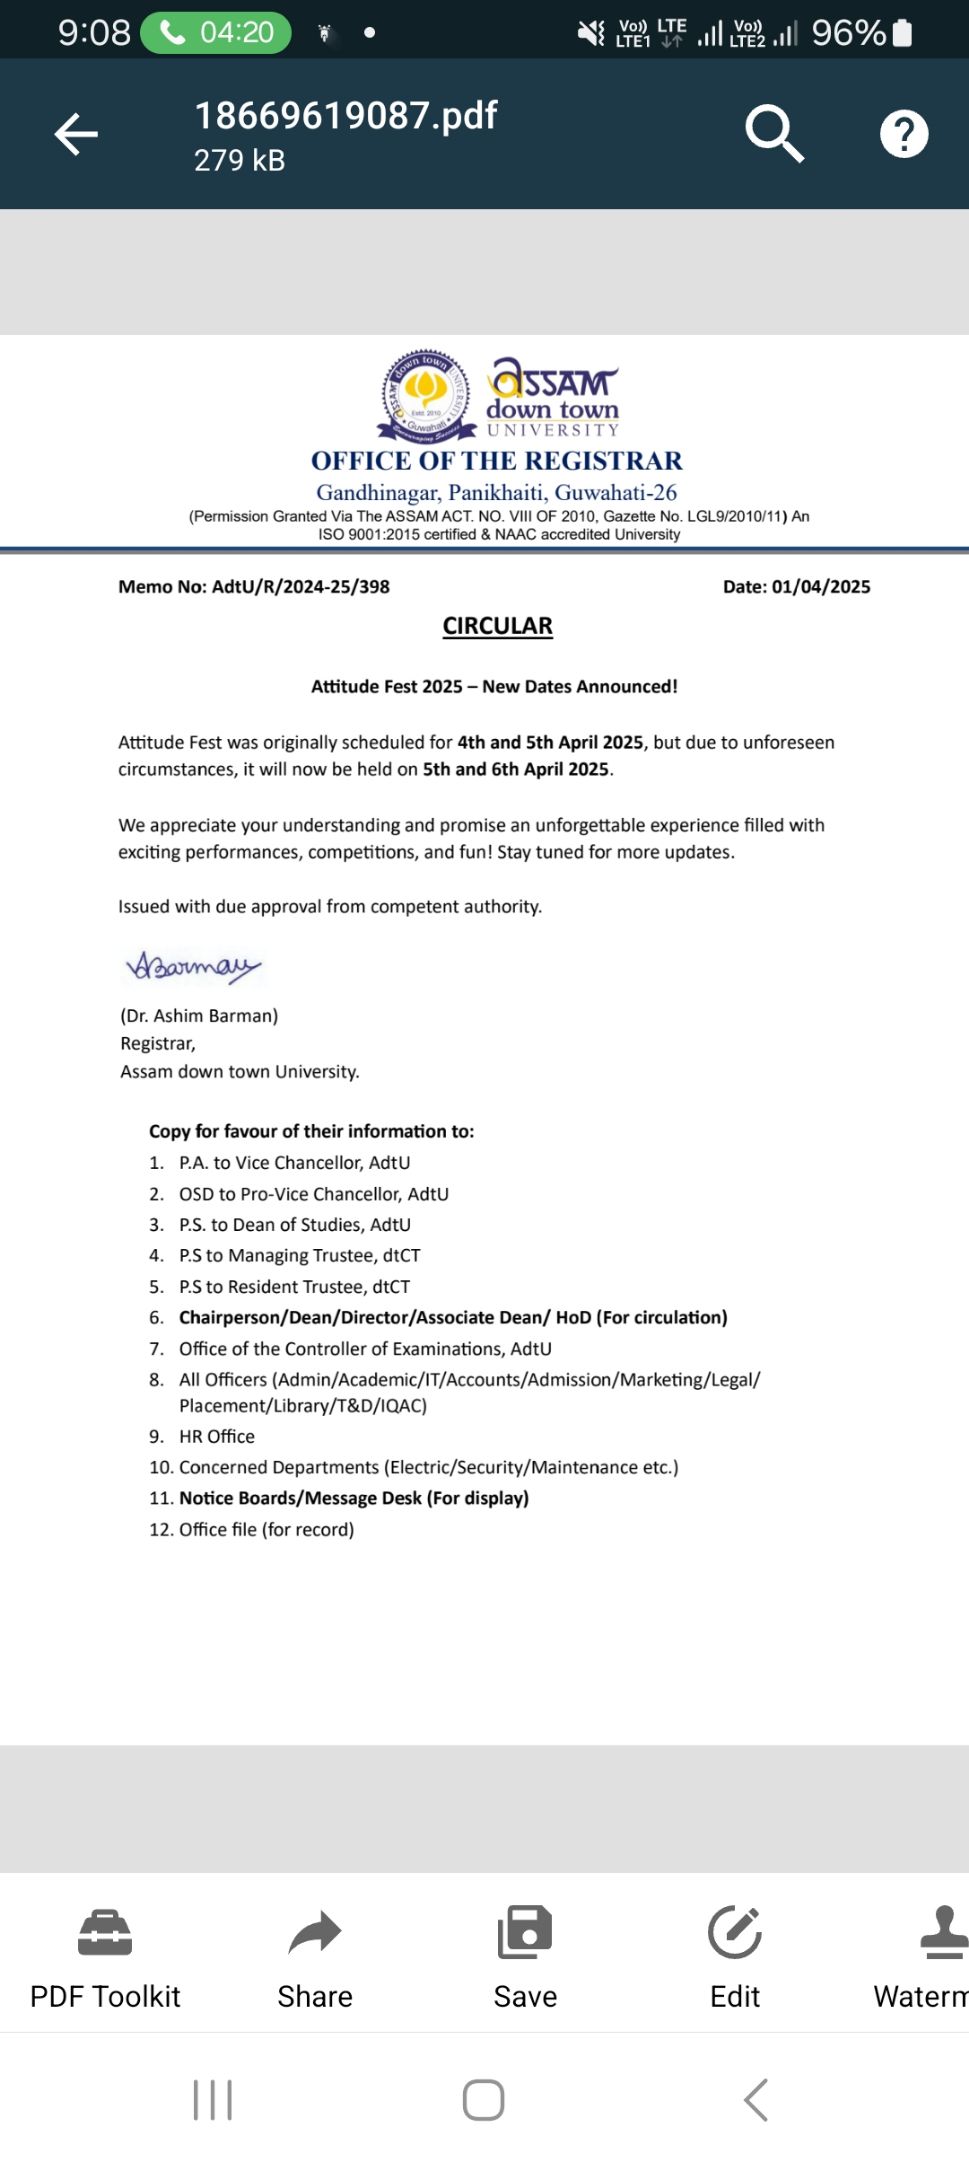 9:08 04:20 Vo)) LTE1 LTE Vo)) LTE2 96%
18669619087.pdf
279 kB
assam down town UNIVERSITY
Estd. 2010
Guwahati
Encouraging Success
ASSAM
down town
UNIVERSITY
OFFICE OF THE REGISTRAR
Gandhinagar, Panikhaiti, Guwahati-26
(Permission Granted Via The ASSAM ACT. NO. VIII OF 2010, Gazette No. LGL9/2010/11) An
ISO 9001:2015 certified & NAAC accredited University
Memo No: AdtU/R/2024-25/398 Date: 01/04/2025
CIRCULAR
Attitude Fest 2025 – New Dates Announced!
Attitude Fest was originally scheduled for 4th and 5th April 2025, but due to unforeseen
circumstances, it will now be held on 5th and 6th April 2025.
We appreciate your understanding and promise an unforgettable experience filled with
exciting performances, competitions, and fun! Stay tuned for more updates.
Issued with due approval from competent authority.
ABarman
(Dr. Ashim Barman)
Registrar,
Assam down town University.
Copy for favour of their information to:
1. P.A. to Vice Chancellor, AdtU
2. OSD to Pro-Vice Chancellor, AdtU
3. P.S. to Dean of Studies, AdtU
4. P.S to Managing Trustee, dtCT
5. P.S to Resident Trustee, dtCT
6. Chairperson/Dean/Director/Associate Dean/ HoD (For circulation)
7. Office of the Controller of Examinations, AdtU
8. All Officers (Admin/Academic/IT/Accounts/Admission/Marketing/Legal/
Placement/Library/T&D/IQAC)
9. HR Office
10. Concerned Departments (Electric/Security/Maintenance etc.)
11. Notice Boards/Message Desk (For display)
12. Office file (for record)
PDF Toolkit Share Save Edit Waterm